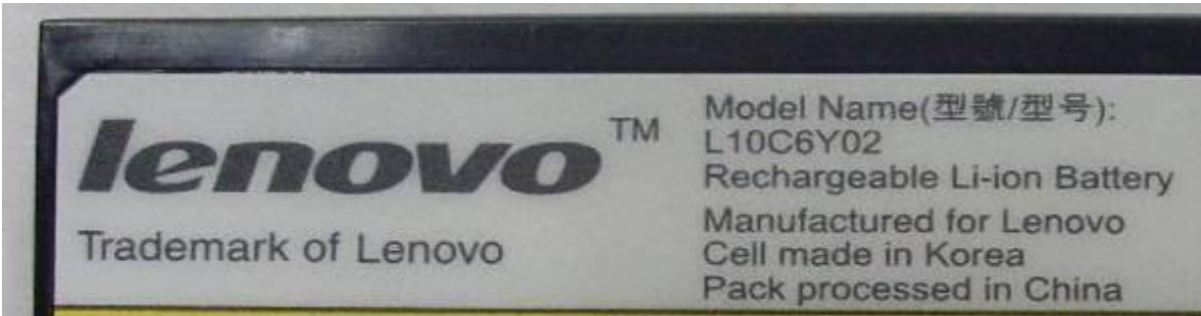 lenovo™
Trademark of Lenovo
Model Name(型號/型号):
L10C6Y02
Rechargeable Li-ion Battery
Manufactured for Lenovo
Cell made in Korea
Pack processed in China